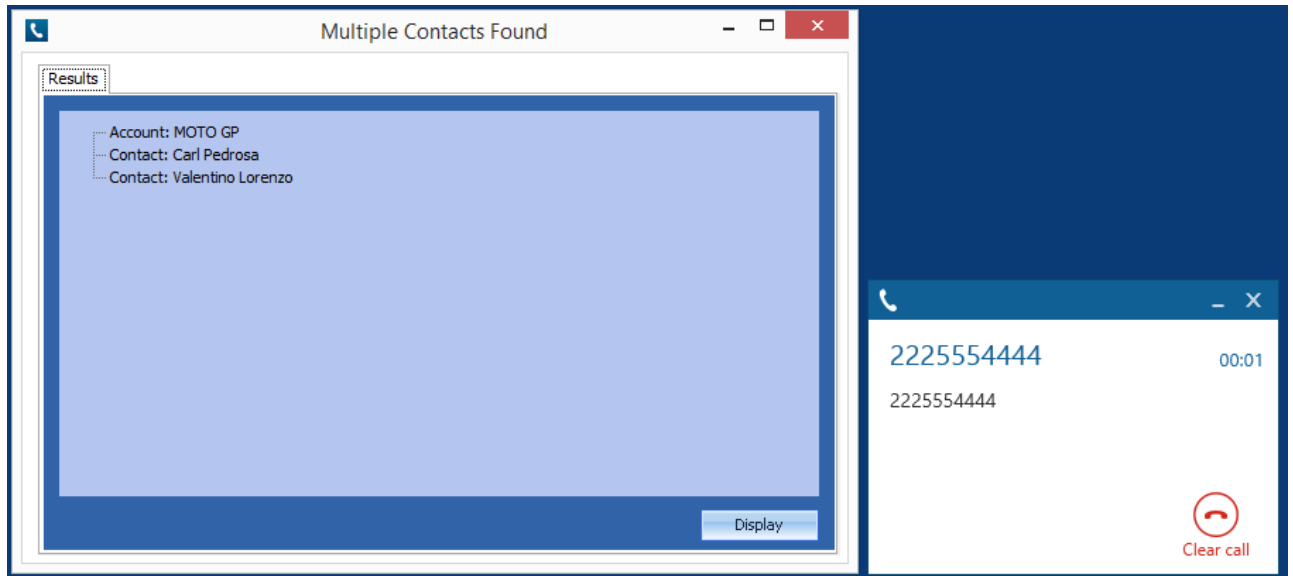 Multiple Contacts Found
Results
Account: MOTO GP
Contact: Carl Pedrosa
Contact: Valentino Lorenzo
Display
2225554444 00:01
2225554444
Clear call